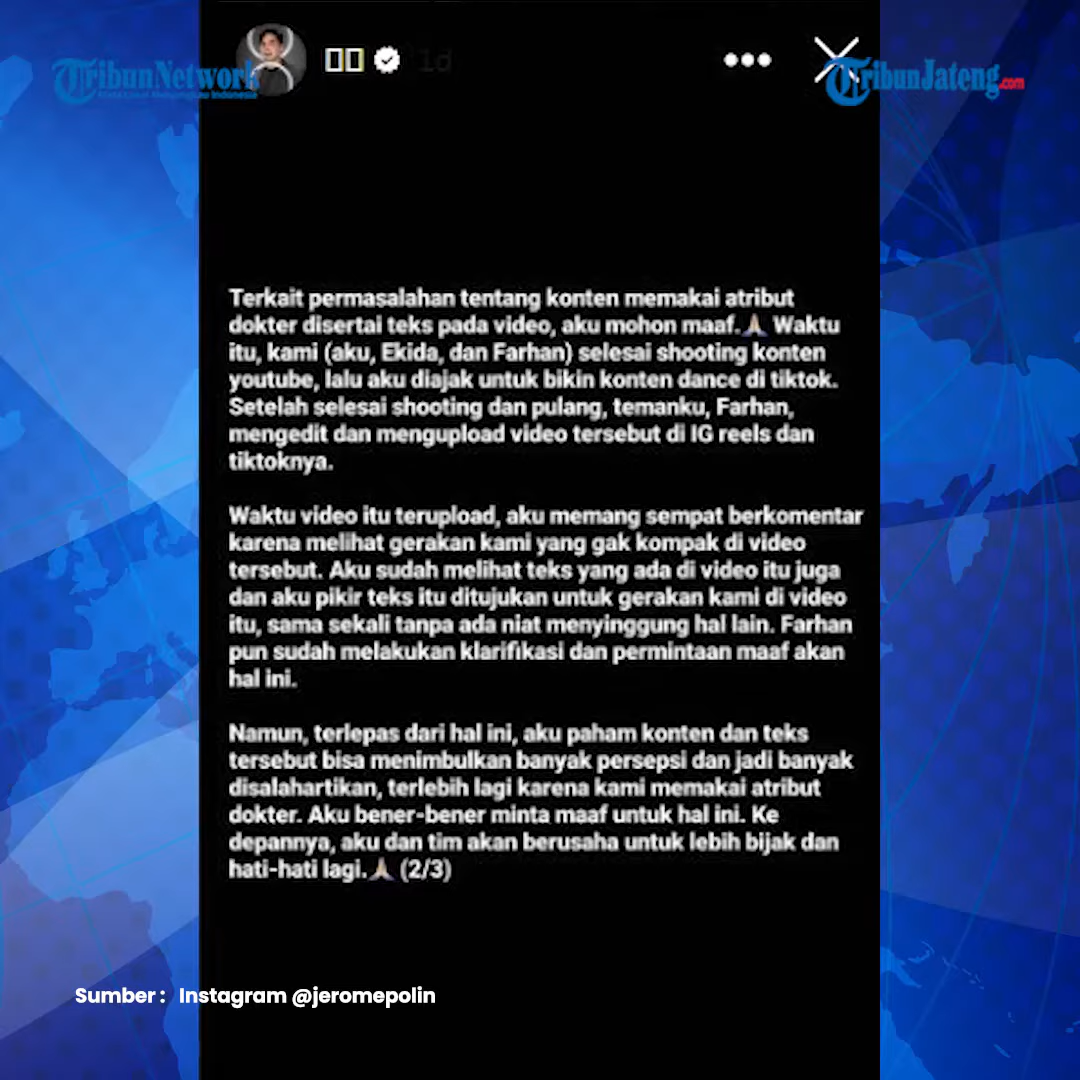 TribunNetwork
TribunJateng.com
1d
Terkait permasalahan tentang konten memakai atribut
dokter disertai teks pada video, aku mohon maaf.🙏🏼 Waktu
itu, kami (aku, Ekida, dan Farhan) selesai shooting konten
youtube, lalu aku diajak untuk bikin konten dance di tiktok.
Setelah selesai shooting dan pulang, temanku, Farhan,
mengedit dan mengupload video tersebut di IG reels dan
tiktoknya.
Waktu video itu terupload, aku memang sempat berkomentar
karena melihat gerakan kami yang gak kompak di video
tersebut. Aku sudah melihat teks yang ada di video itu juga
dan aku pikir teks itu ditujukan untuk gerakan kami di video
itu, sama sekali tanpa ada niat menyinggung hal lain. Farhan
pun sudah melakukan klarifikasi dan permintaan maaf akan
hal ini.
Namun, terlepas dari hal ini, aku paham konten dan teks
tersebut bisa menimbulkan banyak persepsi dan jadi banyak
disalahartikan, terlebih lagi karena kami memakai atribut
dokter. Aku bener-bener minta maaf untuk hal ini. Ke
depannya, aku dan tim akan berusaha untuk lebih bijak dan
hati-hati lagi.🙏🏼 (2/3)
Sumber : Instagram @jeromepolin